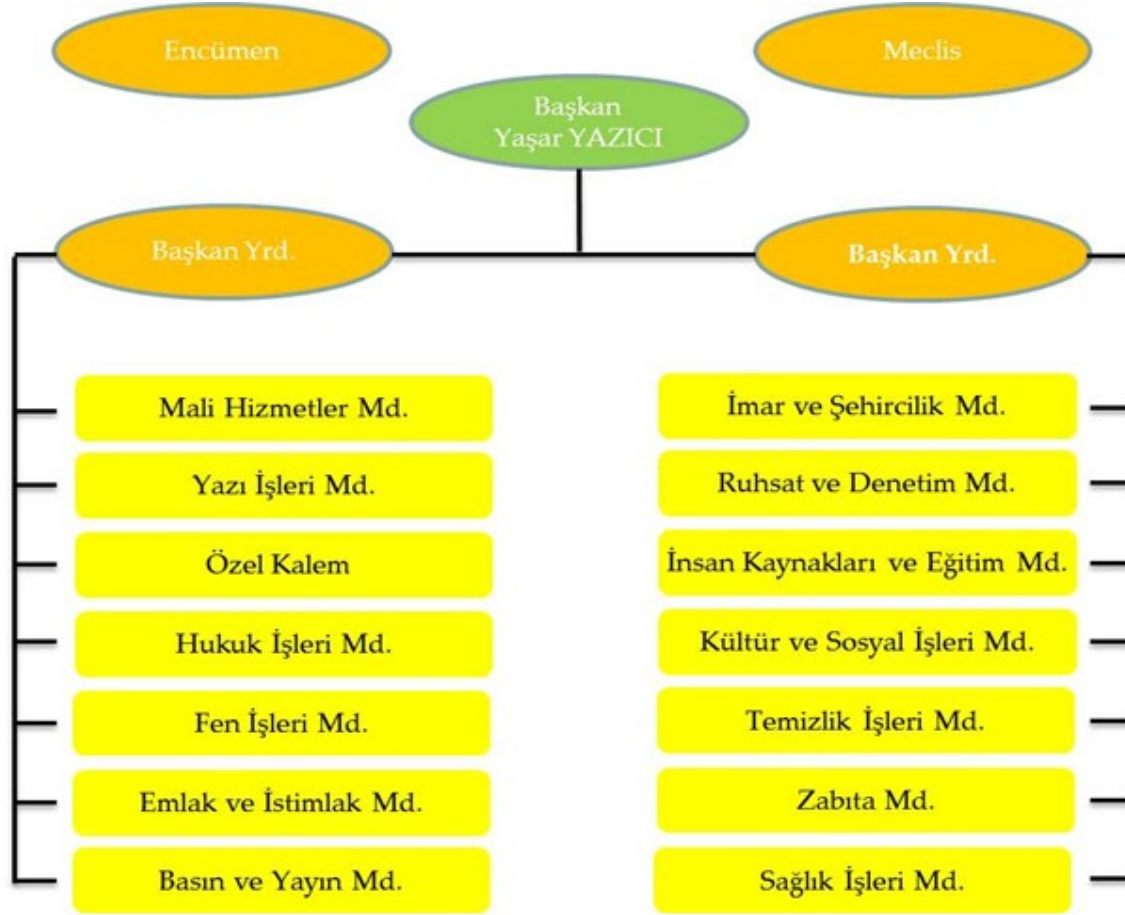 Encümen
Meclis
Başkan
Yaşar YAZICI
Başkan Yrd.
Başkan Yrd.
Mali Hizmetler Md.
Yazı İşleri Md.
Özel Kalem
Hukuk İşleri Md.
Fen İşleri Md.
Emlak ve İstimlak Md.
Basın ve Yayın Md.
İmar ve Şehircilik Md.
Ruhsat ve Denetim Md.
İnsan Kaynakları ve Eğitim Md.
Kültür ve Sosyal İşleri Md.
Temizlik İşleri Md.
Zabıta Md.
Sağlık İşleri Md.